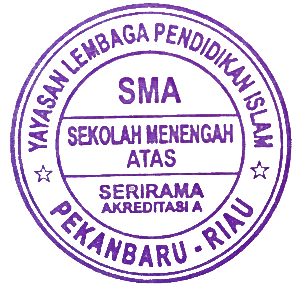 YAYASAN LEMBAGA PENDIDIKAN ISLAM
SMA
SEKOLAH MENENGAH
ATAS
SERIRAMA
AKREDITASI A
PEKANBARU - RIAU